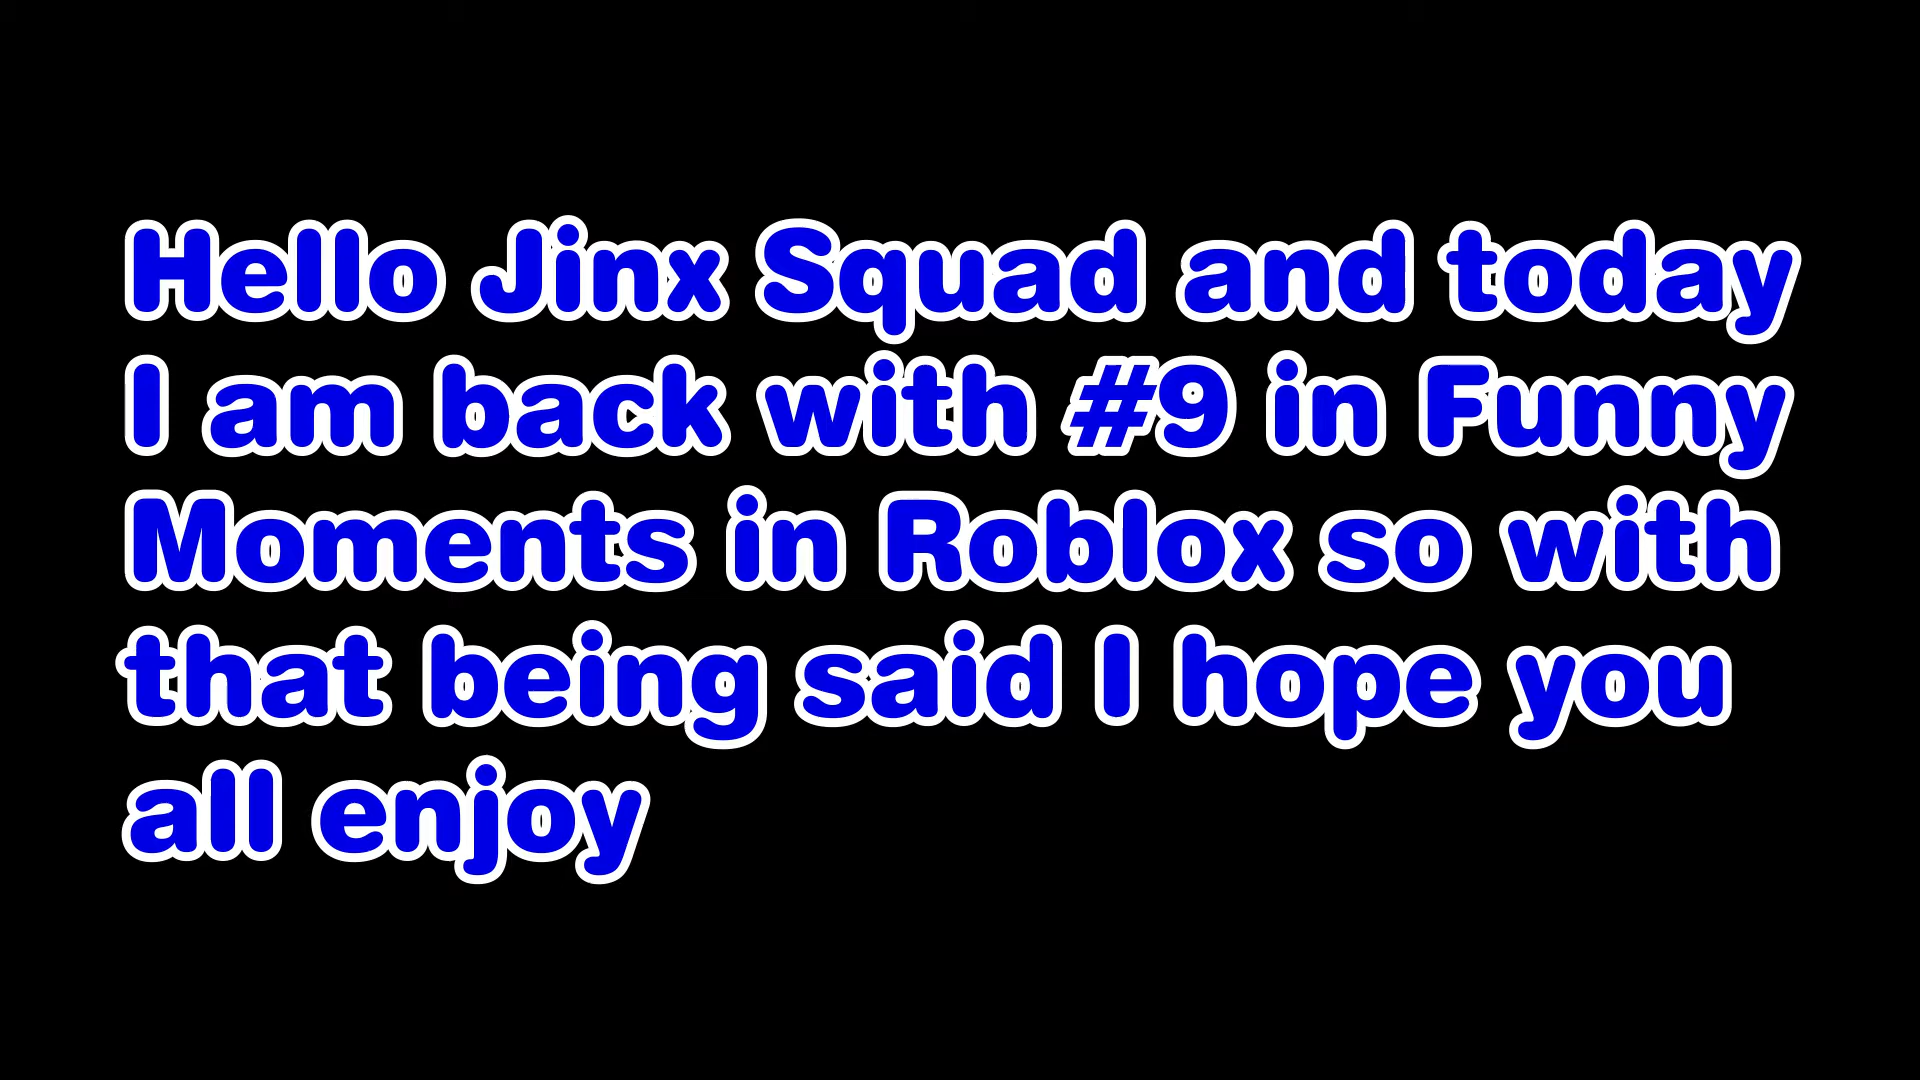 Hello Jinx Squad and today
I am back with #9 in Funny
Moments in Roblox so with
that being said I hope you
all enjoy